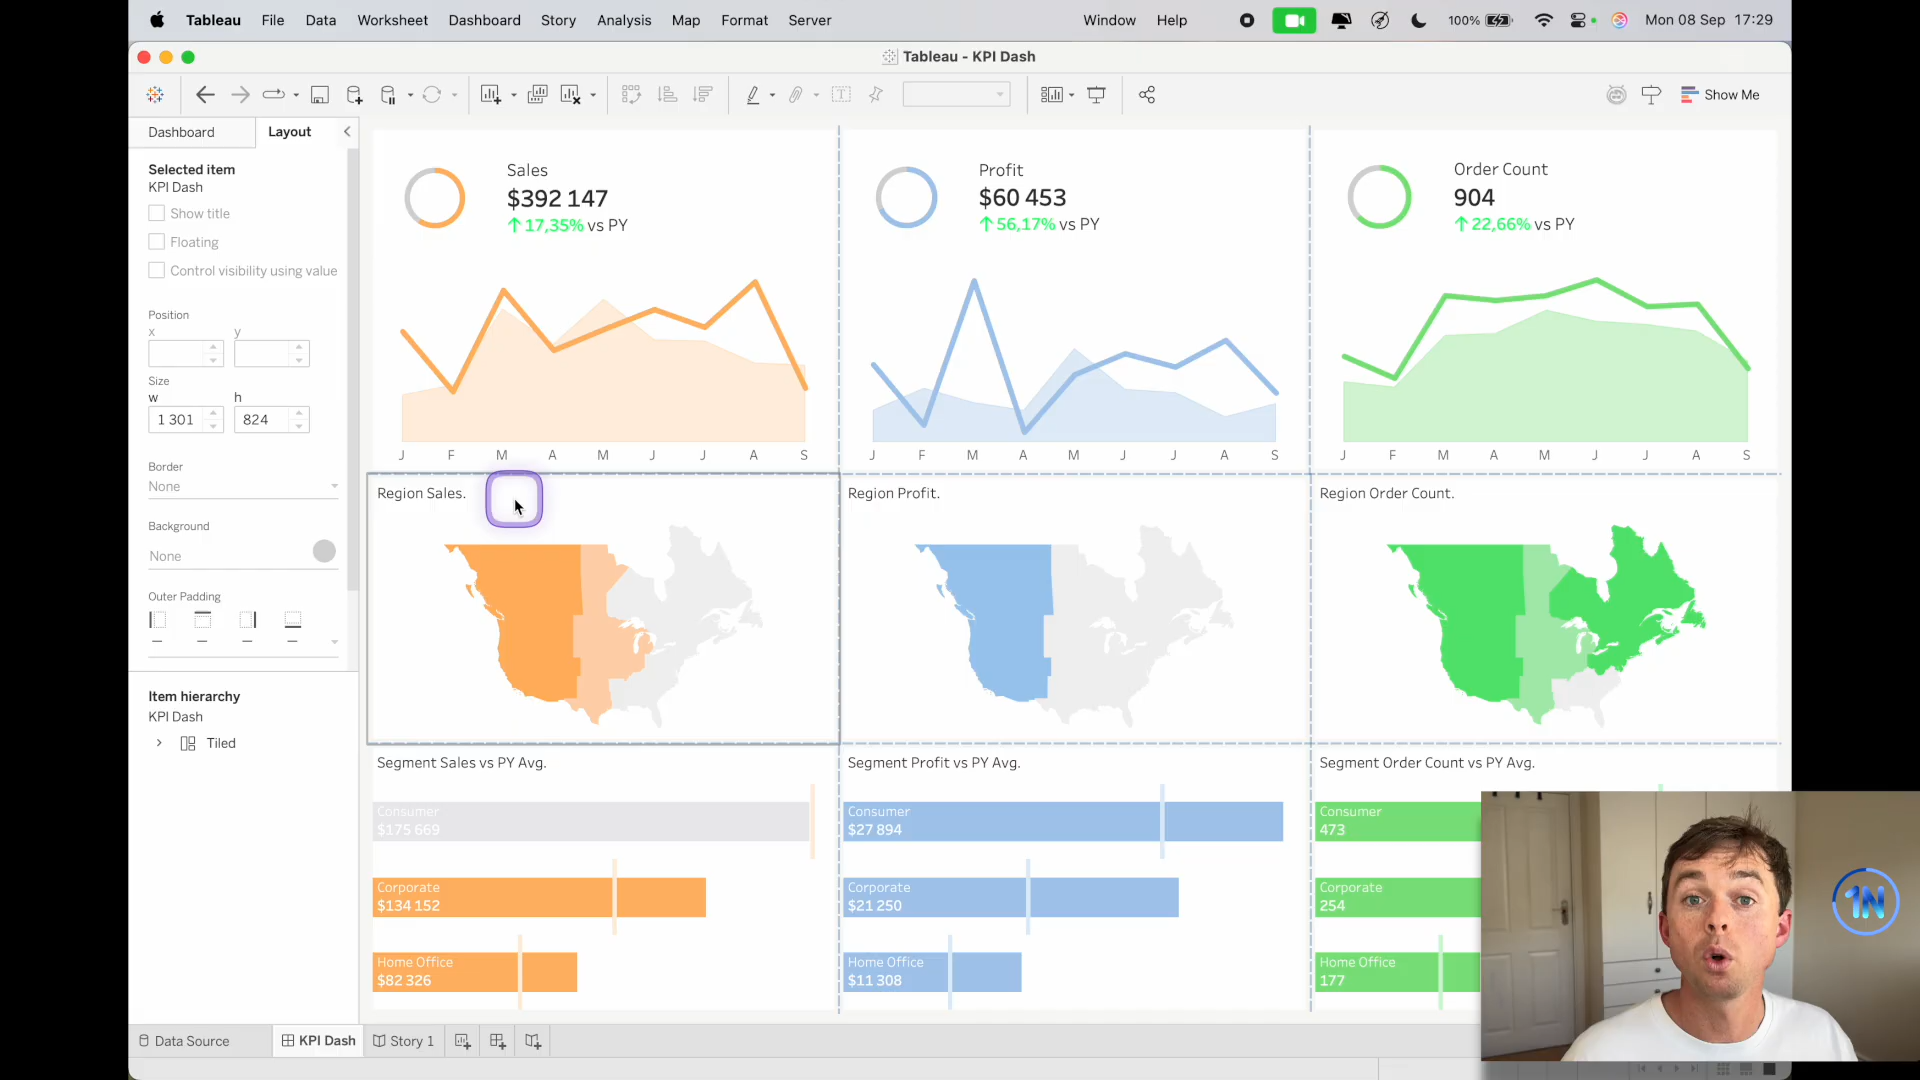 Tableau File Data Worksheet Dashboard Story Analysis Map Format Server Window Help 100% Mon 08 Sep 17:29
Tableau - KPI Dash
Show Me
Dashboard Layout
Selected item
KPI Dash
Show title
Floating
Control visibility using value
Position
x y
Size
w h
1 301 824
Border
None
Background
None
Outer Padding
Item hierarchy
KPI Dash
Tiled
Sales
$392 147
↑ 17,35% vs PY
J F M A M J J A S
Profit
$60 453
↑ 56,17% vs PY
J F M A M J J A S
Order Count
904
↑ 22,66% vs PY
J F M A M J J A S
Region Sales.
Region Profit.
Region Order Count.
Segment Sales vs PY Avg.
Consumer
$175 669
Corporate
$134 152
Home Office
$82 326
Segment Profit vs PY Avg.
Consumer
$27 894
Corporate
$21 250
Home Office
$11 308
Segment Order Count vs PY Avg.
Consumer
473
Corporate
254
Home Office
177
1N
Data Source KPI Dash Story 1